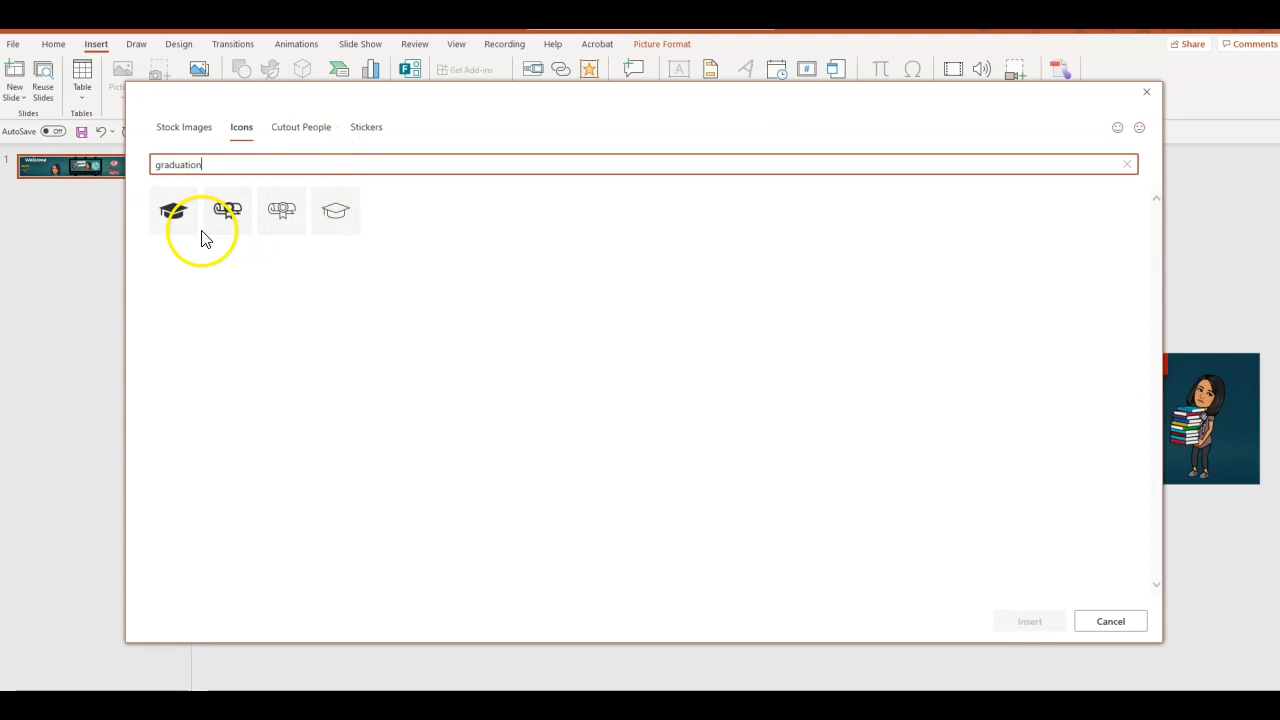 File Home Insert Draw Design Transitions Animations Slide Show Review View Recording Help Acrobat Picture Format Share Comments
New Slide
Reuse Slides
Table
Get Add-ins
Slides
Tables
AutoSave Off
1
Welcome
Stock Images Icons Cutout People Stickers
graduation
Insert Cancel